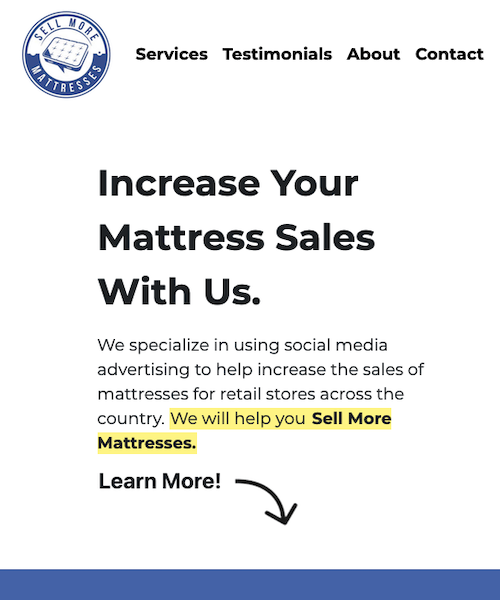 SELL MORE
MATTRESSES
Services Testimonials About Contact
Increase Your
Mattress Sales
With Us.
We specialize in using social media
advertising to help increase the sales of
mattresses for retail stores across the
country. We will help you Sell More
Mattresses.
Learn More!